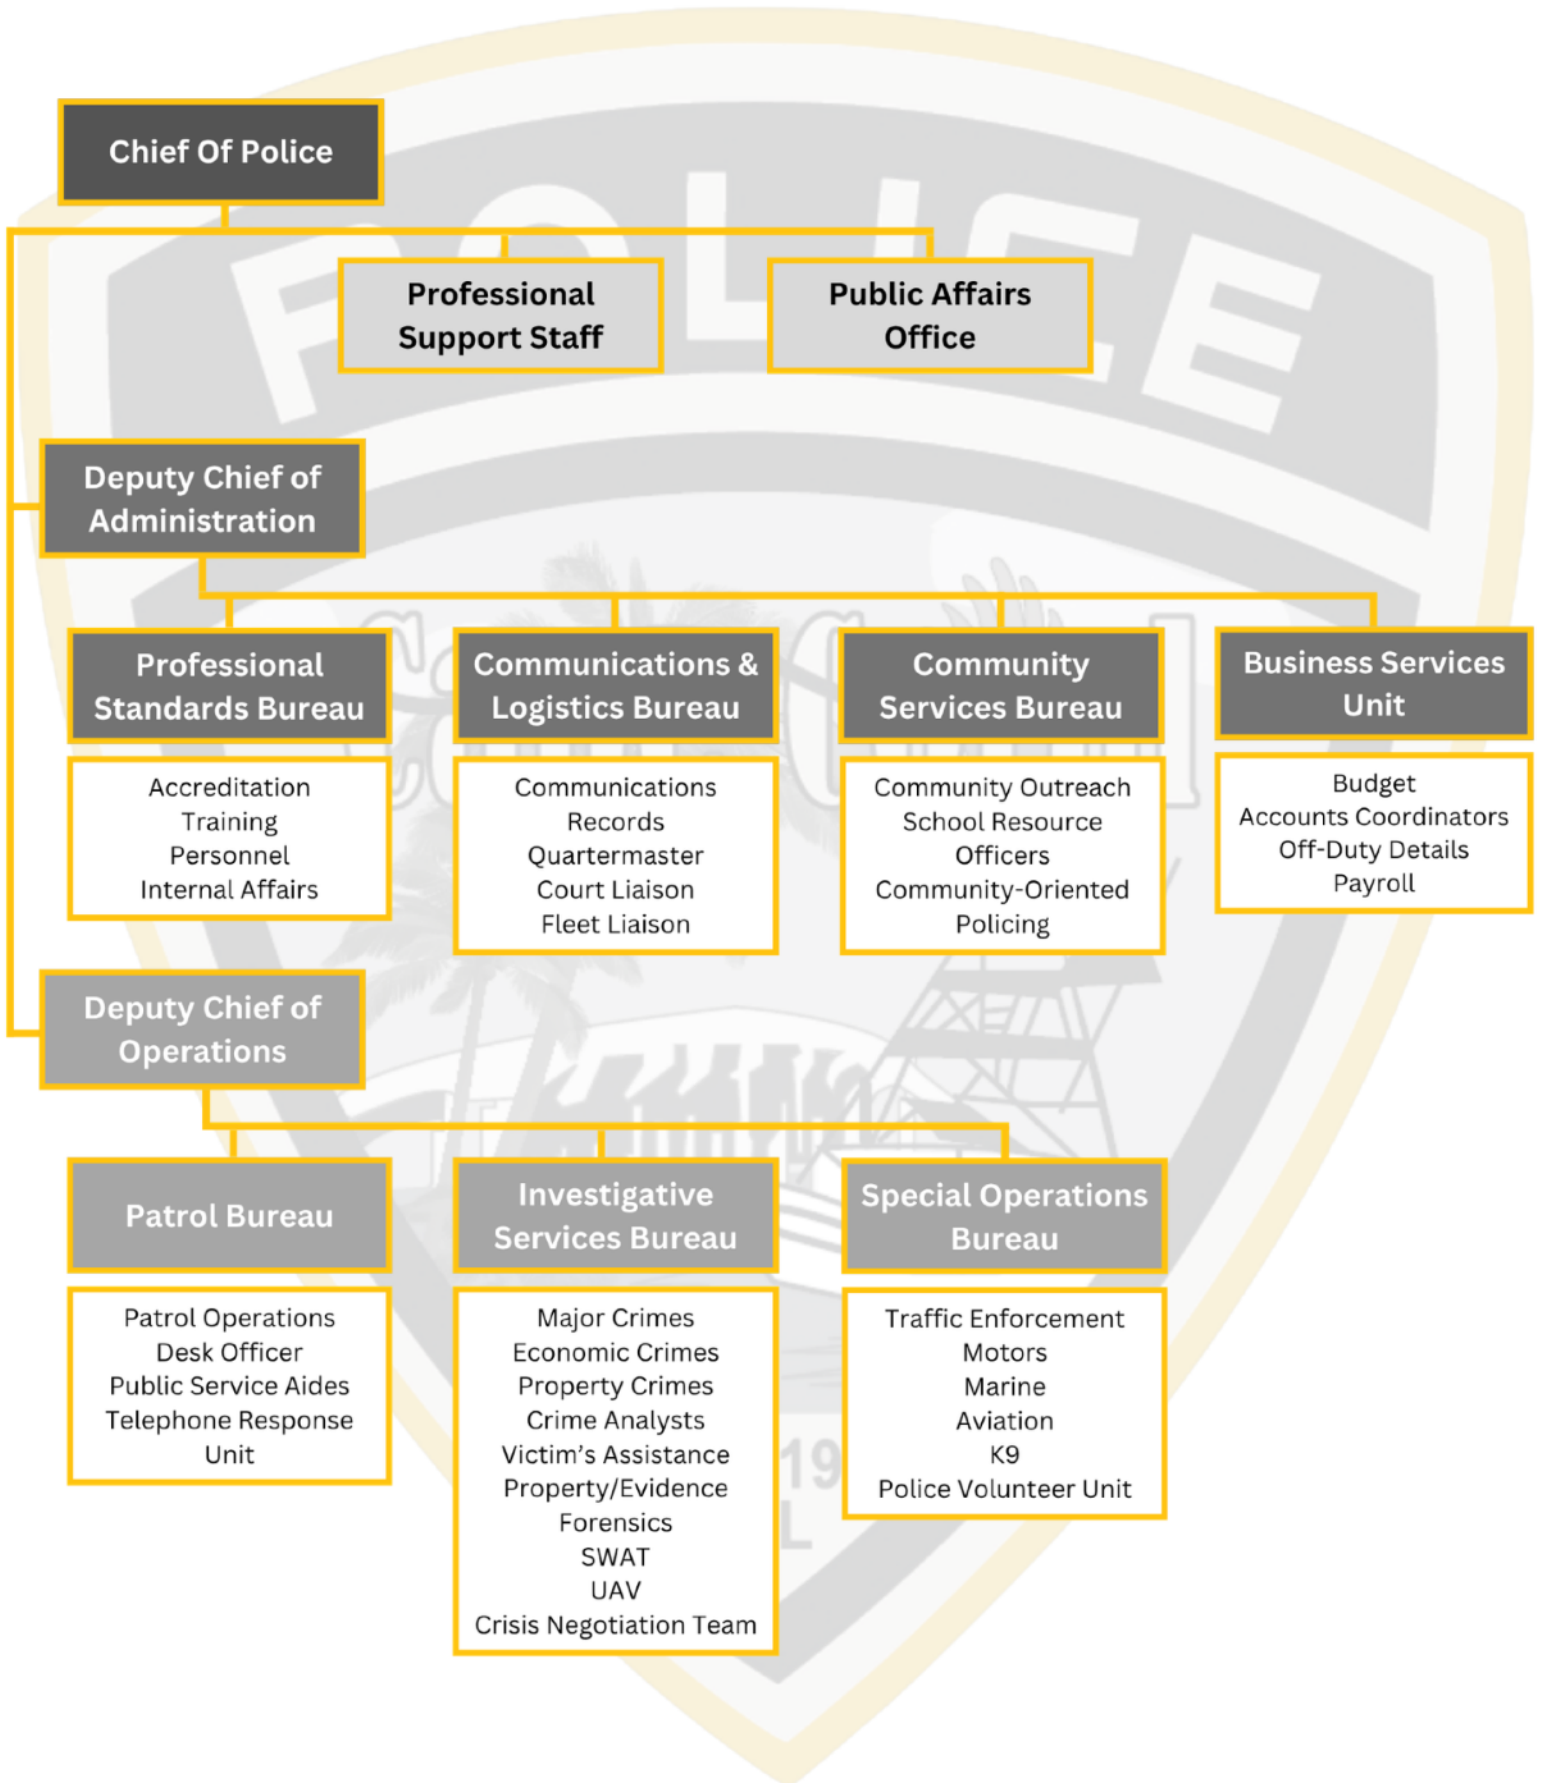 POLICE
Chief Of Police
Professional
Support Staff
Public Affairs
Office
Deputy Chief of
Administration
Professional
Standards Bureau
Communications &
Logistics Bureau
Community
Services Bureau
Business Services
Unit
Accreditation
Training
Personnel
Internal Affairs
Communications
Records
Quartermaster
Court Liaison
Fleet Liaison
Community Outreach
School Resource
Officers
Community-Oriented
Policing
Budget
Accounts Coordinators
Off-Duty Details
Payroll
Deputy Chief of
Operations
Patrol Bureau
Investigative
Services Bureau
Special Operations
Bureau
Patrol Operations
Desk Officer
Public Service Aides
Telephone Response
Unit
Major Crimes
Economic Crimes
Property Crimes
Crime Analysts
Victim's Assistance
Property/Evidence
Forensics
SWAT
UAV
Crisis Negotiation Team
Traffic Enforcement
Motors
Marine
Aviation
K9
Police Volunteer Unit